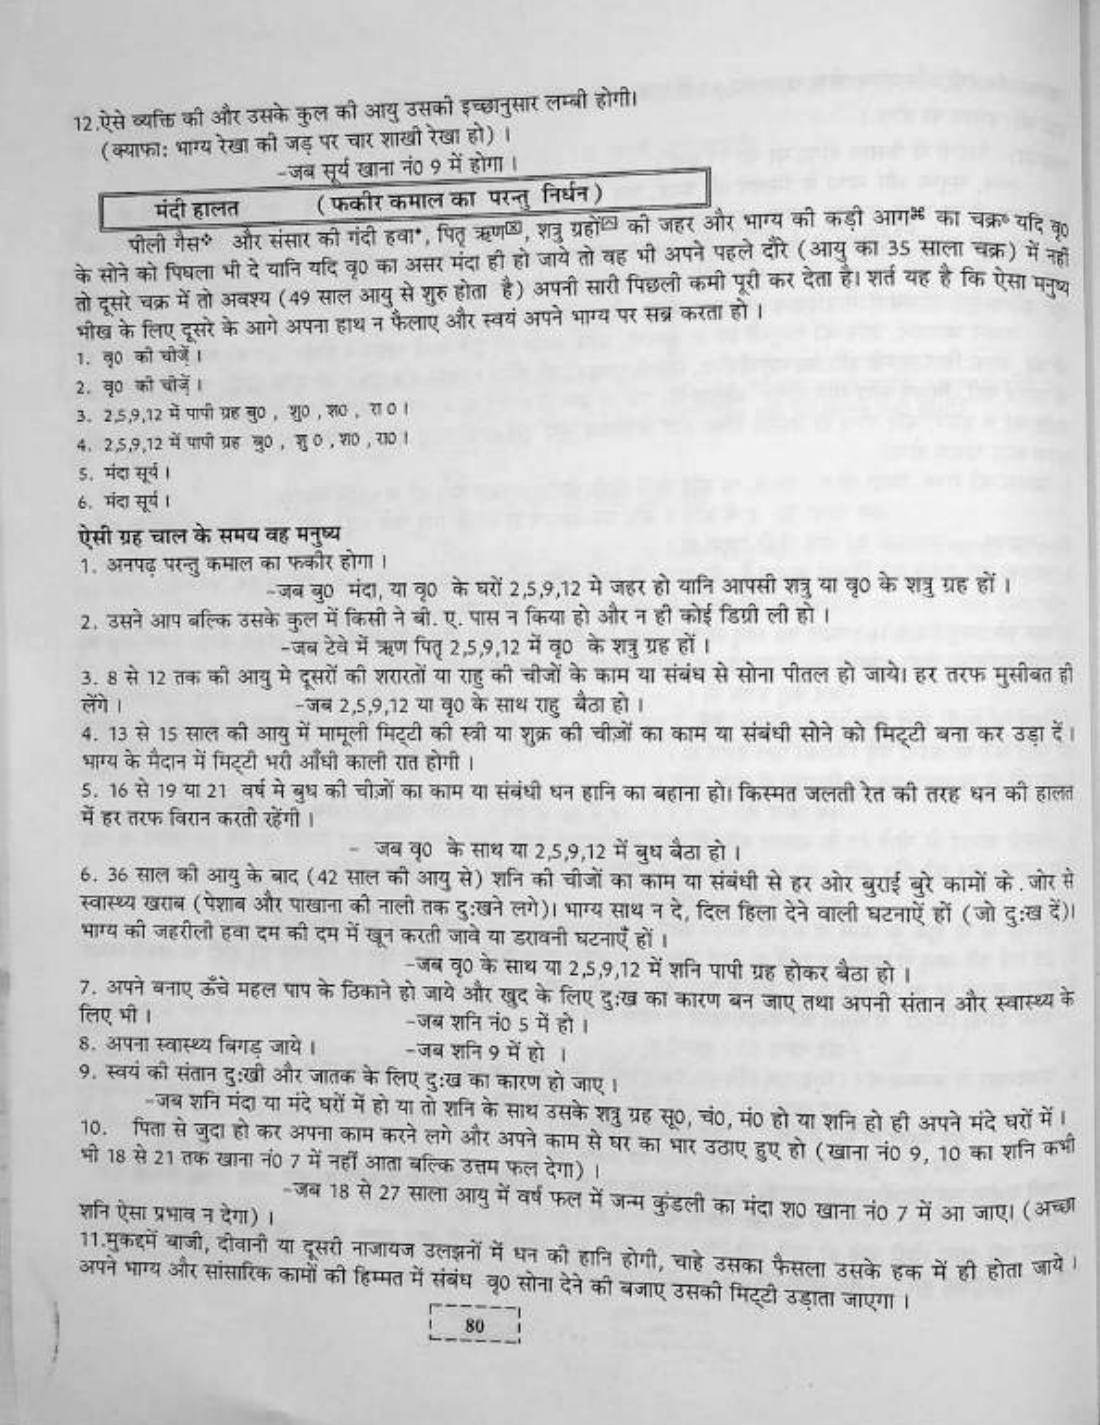 12.ऐसे व्यक्ति की और उसके कुल की आयु उसकी इच्छानुसार लम्बी होगी।
(क्याफा: भाग्य रेखा की जड़ पर चार शाखी रेखा हो) ।
-जब सूर्य खाना नं0 9 में होगा ।
मंदी हालत ( फकीर कमाल का परन्तु निर्धन )
पीली गैस और संसार की गंदी हवा, पितृ ऋण, शत्रु ग्रहों की जहर और भाग्य की कड़ी आग का चक्र यदि वृ0
के सोने को पिघला भी दे यानि यदि वृ0 का असर मंदा ही हो जाये तो वह भी अपने पहले दौरे (आयु का 35 साला चक्र) में नहीं
तो दूसरे चक्र में तो अवश्य (49 साल आयु से शुरु होता है) अपनी सारी पिछली कमी पूरी कर देता है। शर्त यह है कि ऐसा मनुष्य
भीख के लिए दूसरे के आगे अपना हाथ न फैलाए और स्वयं अपने भाग्य पर सब्र करता हो ।
1. वृ0 की चीजें ।
2. वृ0 की चीजें ।
3. 2,5,9,12 में पापी ग्रह बु0 , शु0 , श0 , रा 0 ।
4. 2,5,9,12 में पापी ग्रह बु0 , शु 0 , श0 , रा0 ।
5. मंदा सूर्य ।
6. मंदा सूर्य ।
ऐसी ग्रह चाल के समय वह मनुष्य
1. अनपढ़ परन्तु कमाल का फकीर होगा ।
-जब बु0 मंदा, या वृ0 के घरों 2,5,9,12 मे जहर हो यानि आपसी शत्रु या वृ0 के शत्रु ग्रह हों ।
2. उसने आप बल्कि उसके कुल में किसी ने बी. ए. पास न किया हो और न ही कोई डिग्री ली हो ।
-जब टेवे में ऋण पितृ 2,5,9,12 में वृ0 के शत्रु ग्रह हों ।
3. 8 से 12 तक की आयु मे दूसरों की शरारतों या राहु की चीजों के काम या संबंध से सोना पीतल हो जाये। हर तरफ मुसीबत ही
लेंगे । -जब 2,5,9,12 या वृ0 के साथ राहु बैठा हो ।
4. 13 से 15 साल की आयु में मामूली मिट्टी की स्त्री या शुक्र की चीज़ों का काम या संबंधी सोने को मिट्टी बना कर उड़ा दें।
भाग्य के मैदान में मिट्टी भरी आँधी काली रात होगी ।
5. 16 से 19 या 21 वर्ष मे बुध की चीज़ों का काम या संबंधी धन हानि का बहाना हो। किस्मत जलती रेत की तरह धन की हालत
में हर तरफ विरान करती रहेंगी ।
- जब वृ0 के साथ या 2,5,9,12 में बुध बैठा हो ।
6. 36 साल की आयु के बाद (42 साल की आयु से) शनि की चीजों का काम या संबंधी से हर ओर बुराई बुरे कामों के . जोर से
स्वास्थ्य खराब (पेशाब और पाखाना की नाली तक दु:खने लगे)। भाग्य साथ न दे, दिल हिला देने वाली घटनाऐं हों (जो दु:ख दें)।
भाग्य की जहरीली हवा दम की दम में खून करती जावे या डरावनी घटनाएँ हों ।
-जब वृ0 के साथ या 2,5,9,12 में शनि पापी ग्रह होकर बैठा हो ।
7. अपने बनाए ऊँचे महल पाप के ठिकाने हो जाये और खुद के लिए दु:ख का कारण बन जाए तथा अपनी संतान और स्वास्थ्य के
लिए भी । -जब शनि नं0 5 में हो ।
8. अपना स्वास्थ्य बिगड़ जाये । -जब शनि 9 में हो ।
9. स्वयं की संतान दु:खी और जातक के लिए दु:ख का कारण हो जाए ।
-जब शनि मंदा या मंदे घरों में हो या तो शनि के साथ उसके शत्रु ग्रह सू0, चं0, मं0 हो या शनि हो ही अपने मंदे घरों में ।
10. पिता से जुदा हो कर अपना काम करने लगे और अपने काम से घर का भार उठाए हुए हो (खाना नं0 9, 10 का शनि कभी
भी 18 से 21 तक खाना नं0 7 में नहीं आता बल्कि उत्तम फल देगा) ।
-जब 18 से 27 साला आयु में वर्ष फल में जन्म कुंडली का मंदा श0 खाना नं0 7 में आ जाए। (अच्छा
शनि ऐसा प्रभाव न देगा) ।
11.मुकद्दमें बाजी, दीवानी या दूसरी नाजायज उलझनों में धन की हानि होगी, चाहे उसका फैसला उसके हक में ही होता जाये ।
अपने भाग्य और सांसारिक कामों की हिम्मत में संबंध वृ0 सोना देने की बजाए उसकी मिट्टी उड़ाता जाएगा ।
80